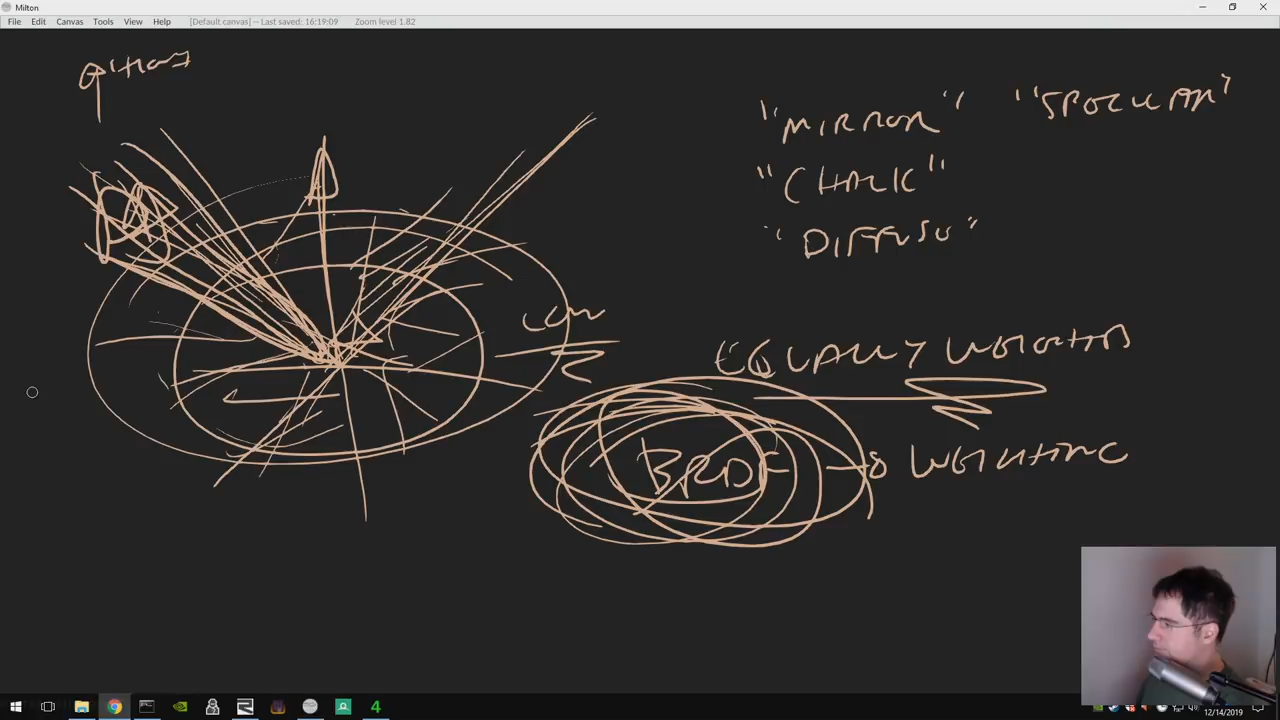 Milton
File Edit Canvas Tools View Help [Default canvas] -- Last saved: 16:19:09 Zoom level 1.82
"MIRROR" "SPECULAR"
"CHALK"
"DIFFUSE"
EQUALLY WEIGHTED
BRDF → WEIGHTING
4
12/14/2019